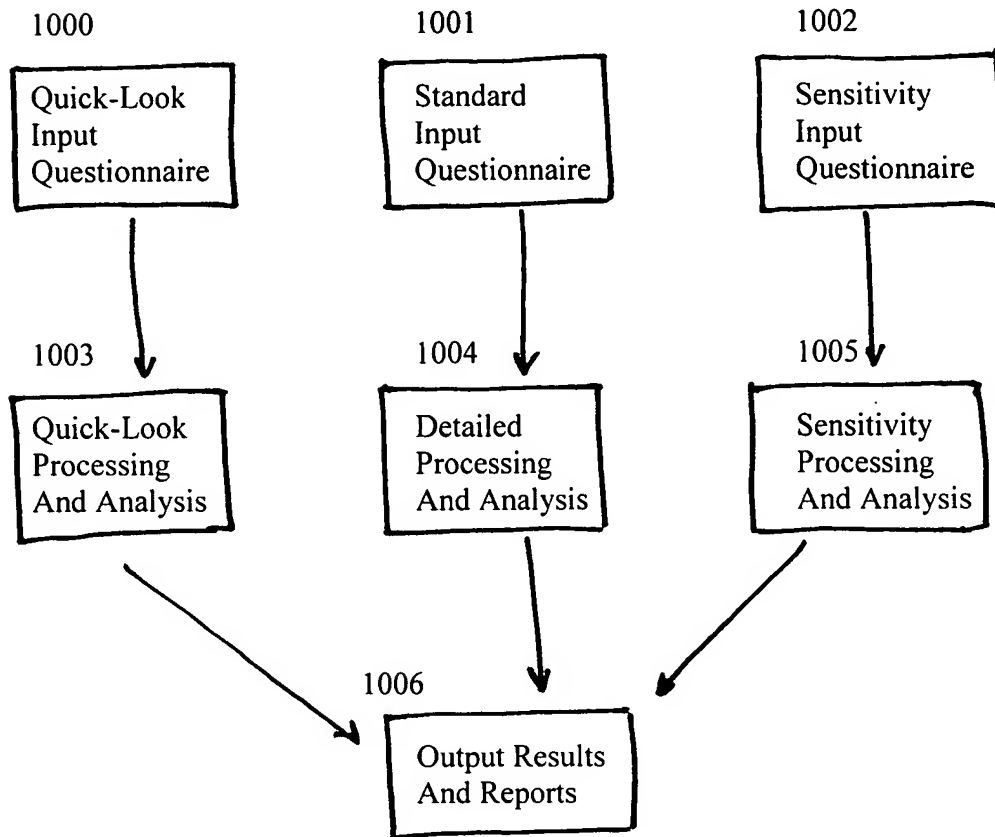 1000
Quick-Look
Input
Questionnaire
1001
Standard
Input
Questionnaire
1002
Sensitivity
Input
Questionnaire
1003
Quick-Look
Processing
And Analysis
1004
Detailed
Processing
And Analysis
1005
Sensitivity
Processing
And Analysis
1006
Output Results
And Reports